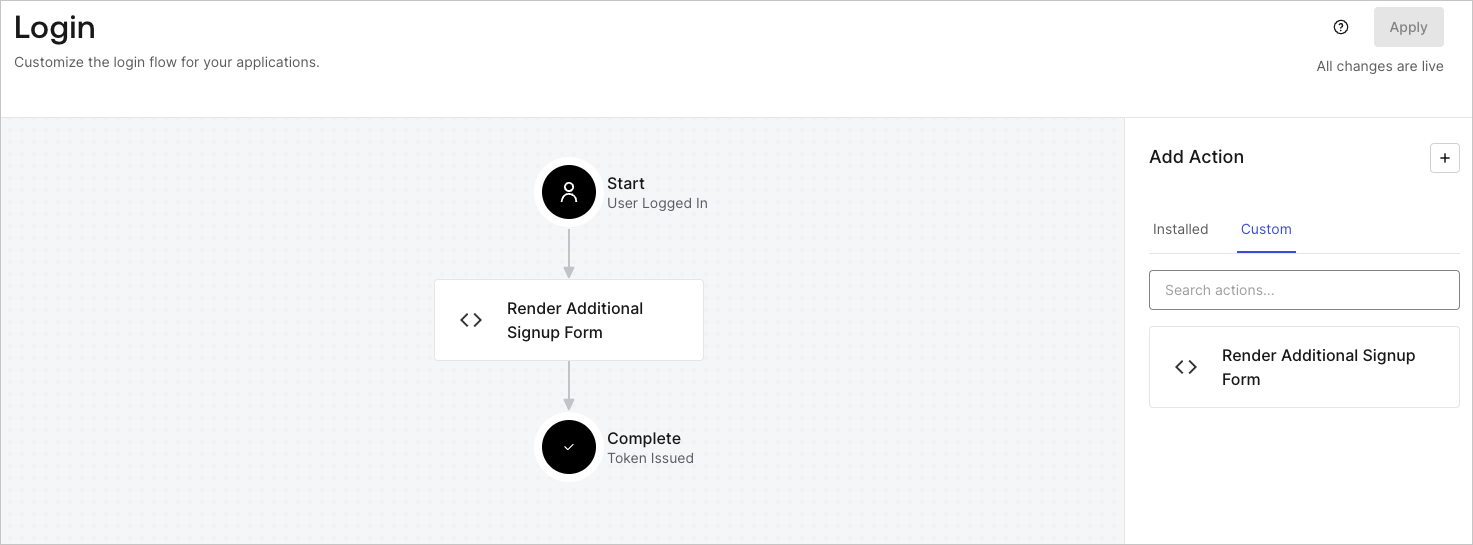 Login
Apply
Customize the login flow for your applications.
All changes are live
Start
User Logged In
Render Additional
Signup Form
Complete
Token Issued
Add Action
Installed
Custom
Search actions...
Render Additional Signup
Form